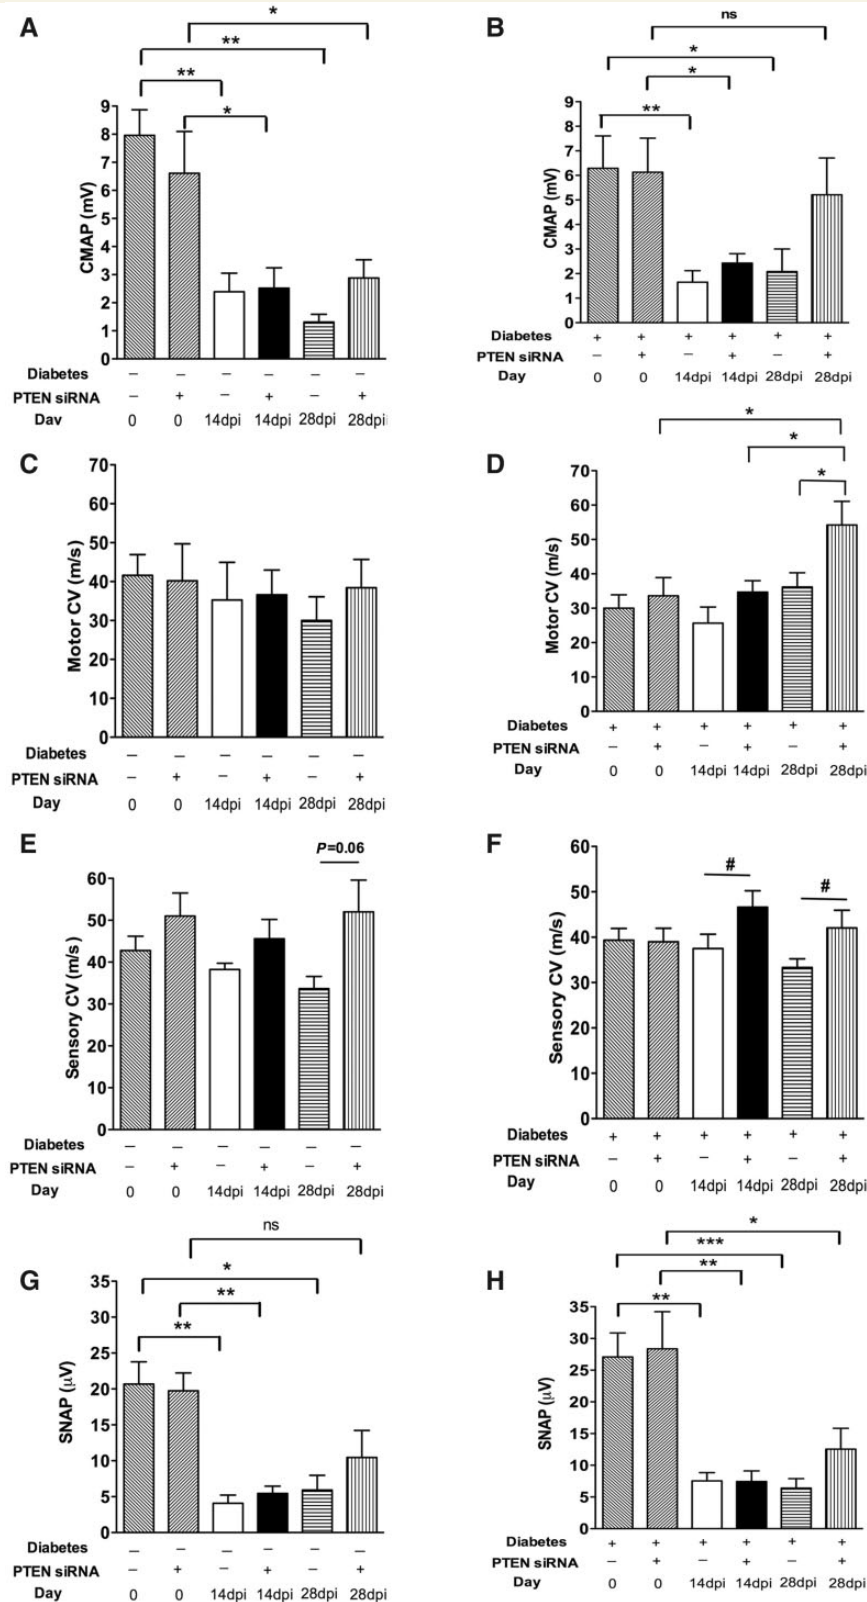 A
*
**
**
*
9
8
7
6
5
4
3
2
1
0
CMAP (mV)
Diabetes – – – – – –
PTEN siRNA – + – + – +
Dav 0 0 14dpi 14dpi 28dpi 28dpi
B
ns
*
*
**
9
8
7
6
5
4
3
2
1
0
CMAP (mV)
Diabetes + + + + + +
PTEN siRNA – + – + – +
Day 0 0 14dpi 14dpi 28dpi 28dpi
C
70
60
50
40
30
20
10
0
Motor CV (m/s)
Diabetes – – – – – –
PTEN siRNA – + – + – +
Day 0 0 14dpi 14dpi 28dpi 28dpi
D
*
*
*
70
60
50
40
30
20
10
0
Motor CV (m/s)
Diabetes + + + + + +
PTEN siRNA – + – + – +
Day 0 0 14dpi 14dpi 28dpi 28dpi
E
P=0.06
60
50
40
30
20
10
0
Sensory CV (m/s)
Diabetes – – – – – –
PTEN siRNA – + – + – +
Day 0 0 14dpi 14dpi 28dpi 28dpi
F
#
#
60
50
40
30
20
10
0
Sensory CV (m/s)
Diabetes + + + + + +
PTEN siRNA – + – + – +
Day 0 0 14dpi 14dpi 28dpi 28dpi
G
ns
*
**
**
35
30
25
20
15
10
5
0
SNAP (μV)
Diabetes – – – – – –
PTEN siRNA – + – + – +
Day 0 0 14dpi 14dpi 28dpi 28dpi
H
*
***
**
**
35
30
25
20
15
10
5
0
SNAP (μV)
Diabetes + + + + + +
PTEN siRNA – + – + – +
Day 0 0 14dpi 14dpi 28dpi 28dpi